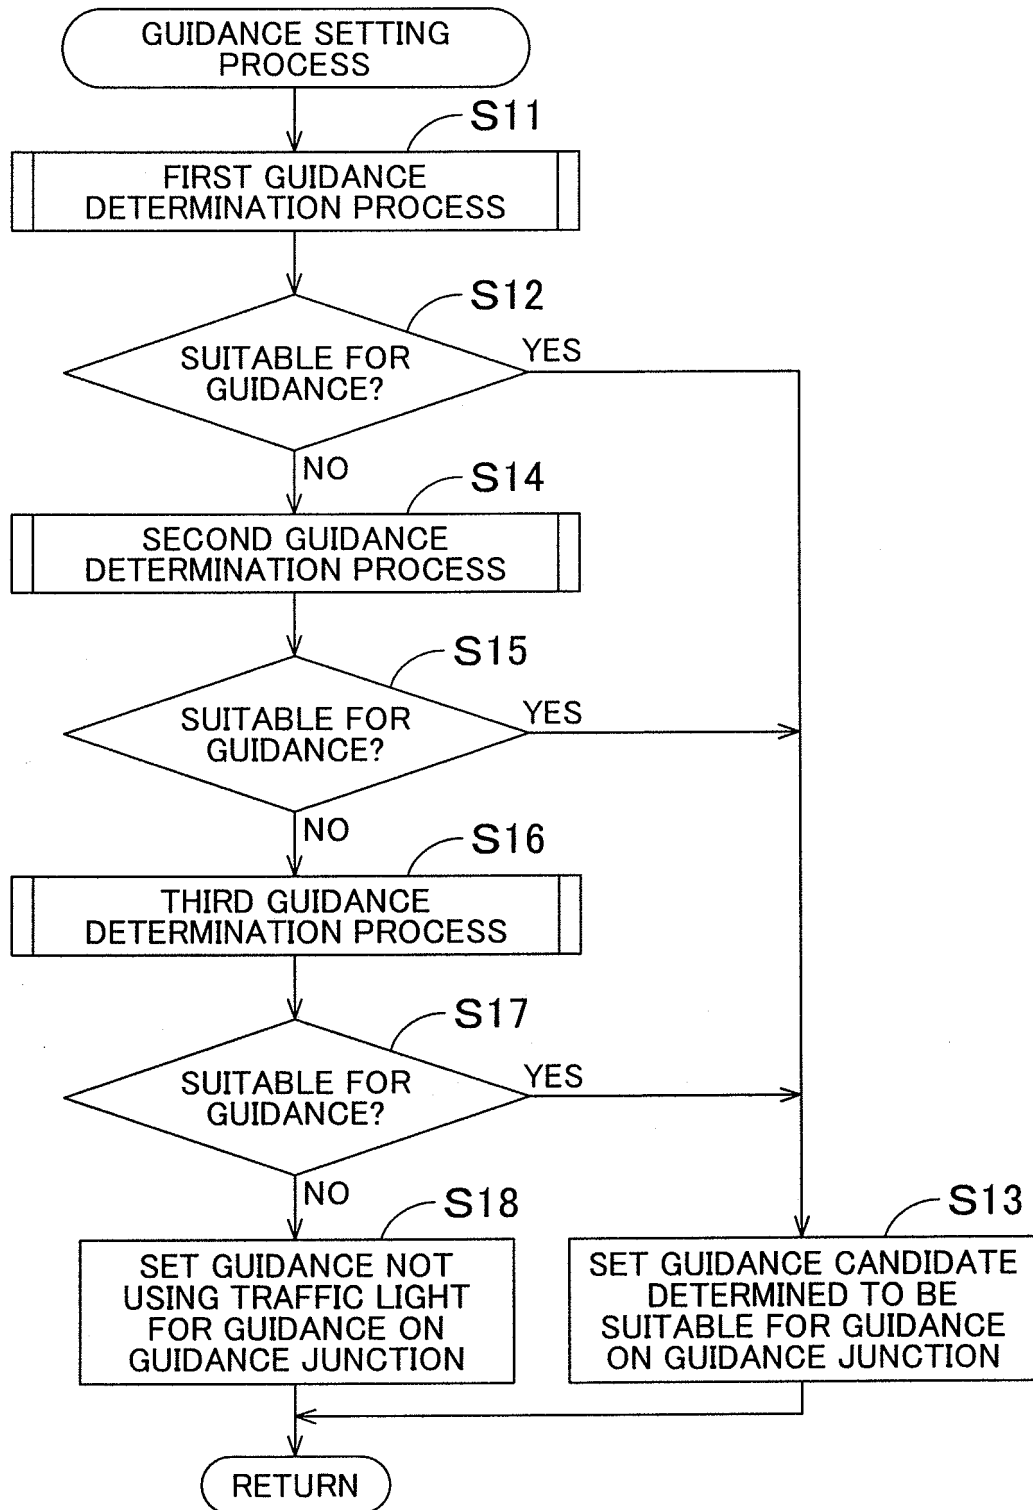 GUIDANCE SETTING
PROCESS
S11
FIRST GUIDANCE
DETERMINATION PROCESS
S12
SUITABLE FOR
GUIDANCE?
YES
NO
S14
SECOND GUIDANCE
DETERMINATION PROCESS
S15
SUITABLE FOR
GUIDANCE?
YES
NO
S16
THIRD GUIDANCE
DETERMINATION PROCESS
S17
SUITABLE FOR
GUIDANCE?
YES
NO
S18
SET GUIDANCE NOT
USING TRAFFIC LIGHT
FOR GUIDANCE ON
GUIDANCE JUNCTION
S13
SET GUIDANCE CANDIDATE
DETERMINED TO BE
SUITABLE FOR GUIDANCE
ON GUIDANCE JUNCTION
RETURN